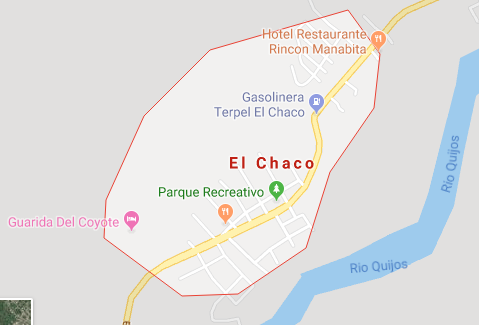 Hotel Restaurante
Rincon Manabita
Gasolinera
Terpel El Chaco
El Chaco
Parque Recreativo
Guarida Del Coyote
Rio Quijos
Rio Quijos